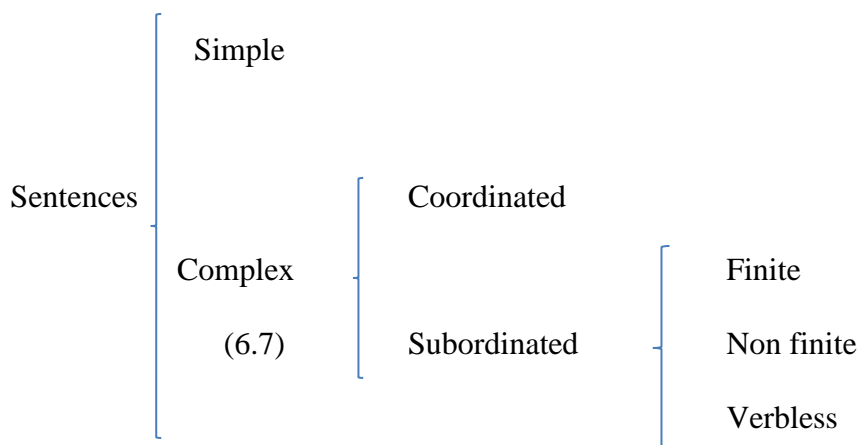 Simple
Sentences Coordinated
Complex Finite
(6.7) Subordinated Non finite
Verbless